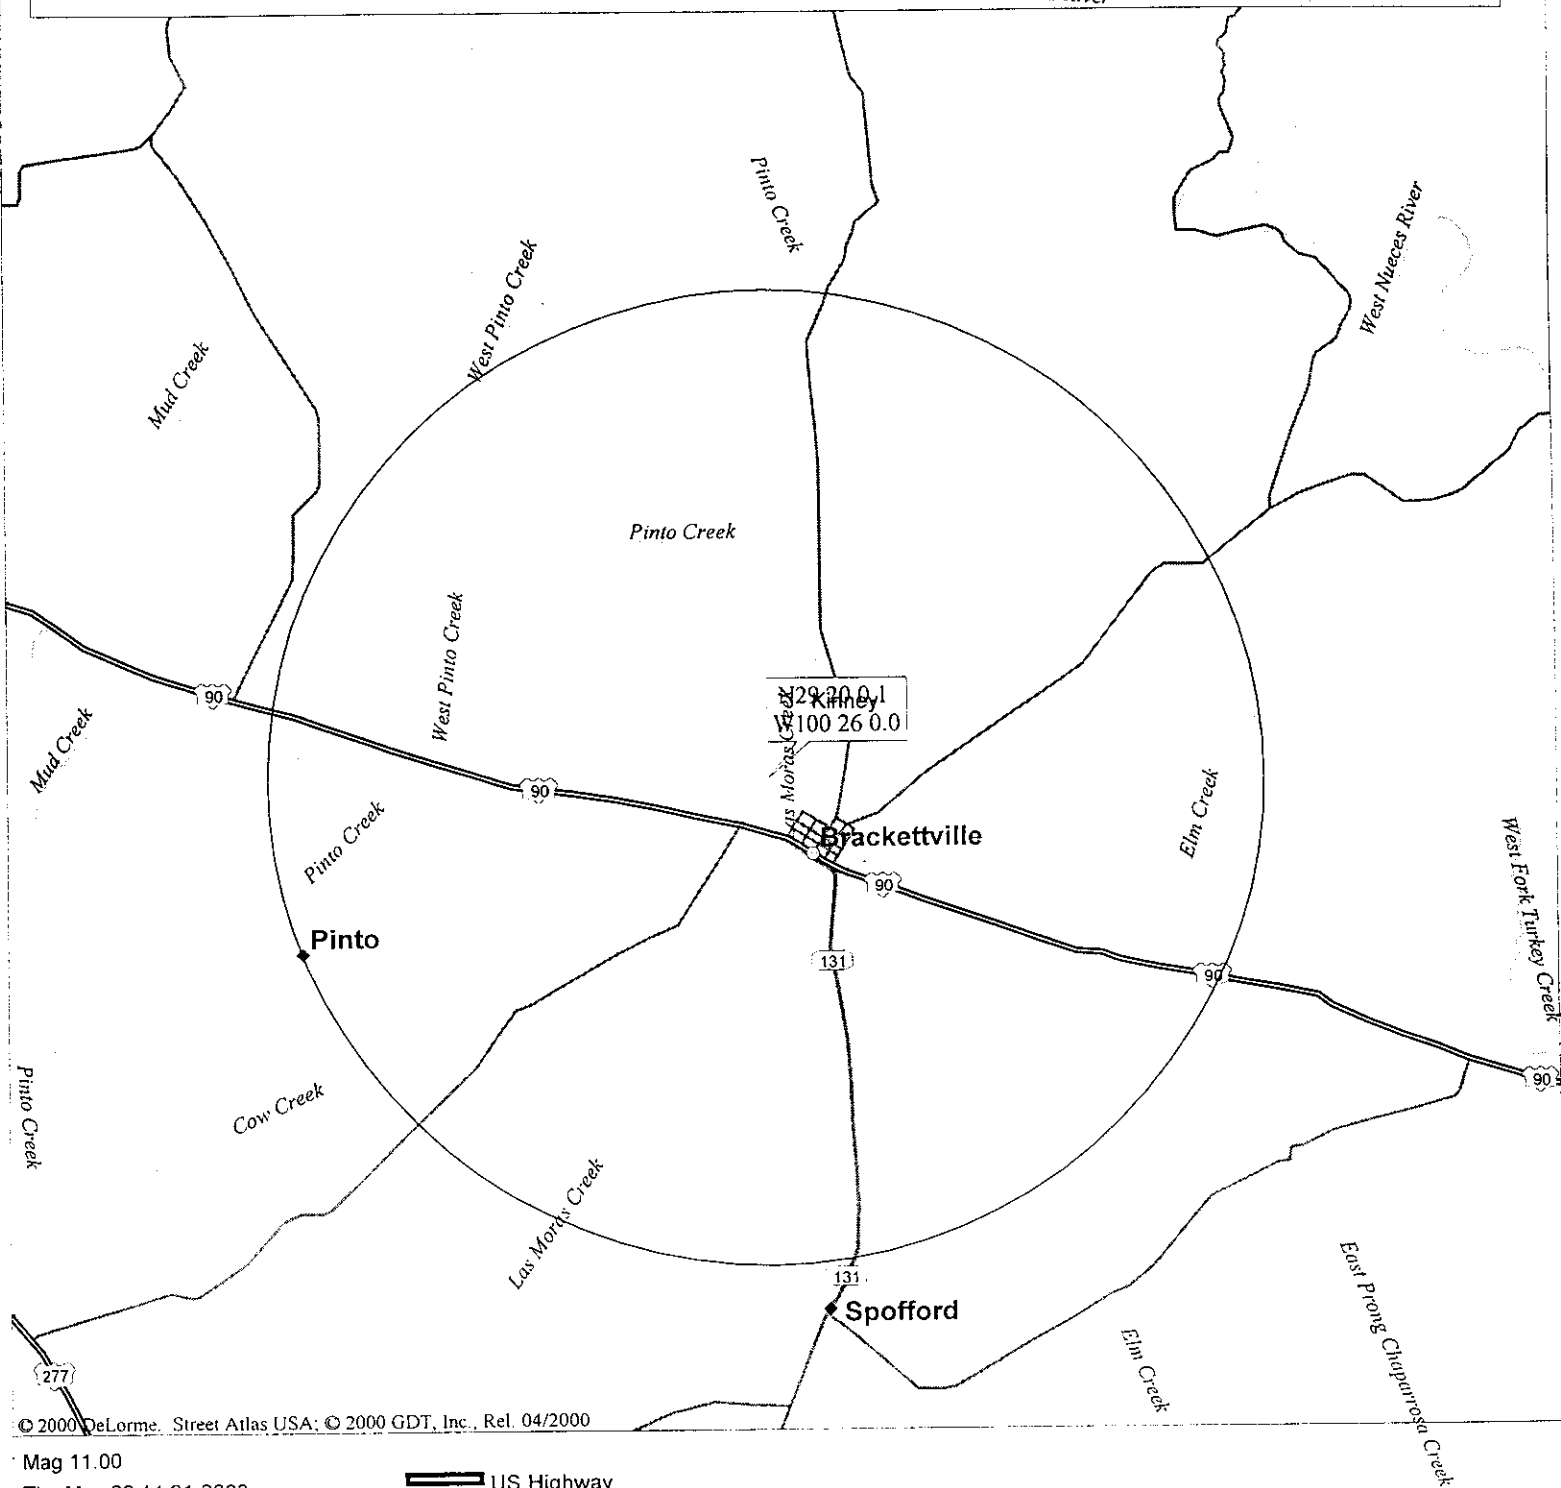 Pinto Creek
West Nueces River
West Pinto Creek
Mud Creek
Pinto Creek
West Pinto Creek
90
N29 20 0.1
Kinney
W100 26 0.0
Mud Creek
as Moras Creek
90
Elm Creek
Pinto Creek
Brackettville
West Fork Turkey Creek
90
Pinto
131
90
Pinto Creek
Cow Creek
90
Las Moras Creek
131
Spofford
East Prong Chaparrosa Creek
Elm Creek
277
© 2000 DeLorme. Street Atlas USA; © 2000 GDT, Inc., Rel. 04/2000
Mag 11.00
US Highway